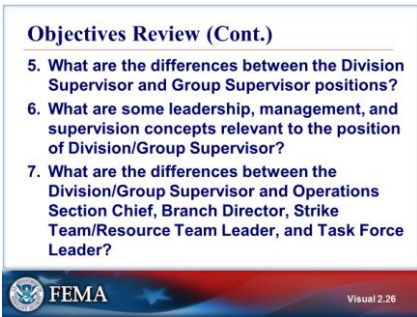 Objectives Review (Cont.)
5. What are the differences between the Division
Supervisor and Group Supervisor positions?
6. What are some leadership, management, and
supervision concepts relevant to the position
of Division/Group Supervisor?
7. What are the differences between the
Division/Group Supervisor and Operations
Section Chief, Branch Director, Strike
Team/Resource Team Leader, and Task Force
Leader?
FEMA
Visual 2.26